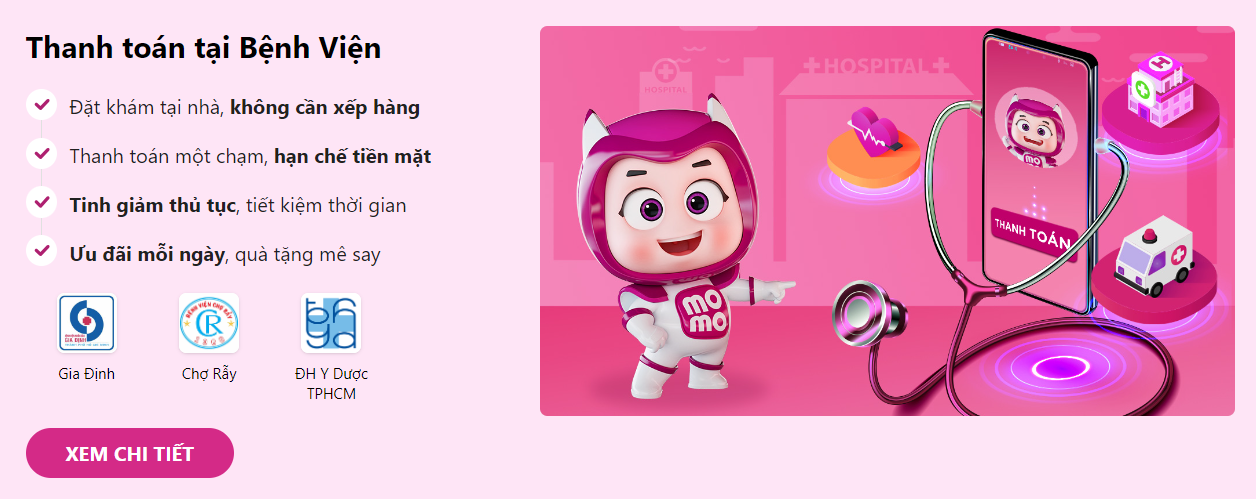 Thanh toán tại Bệnh Viện
Đặt khám tại nhà, không cần xếp hàng
Thanh toán một chạm, hạn chế tiền mặt
Tinh giảm thủ tục, tiết kiệm thời gian
Ưu đãi mỗi ngày, quà tặng mê say
GIA ĐỊNH
BỆNH VIỆN CHỢ RẪY
Gia Định
Chợ Rẫy
ĐH Y Dược
TPHCM
XEM CHI TIẾT
HOSPITAL
HOSPITAL
H
mo
mo
THANH TOÁN
mo
mo